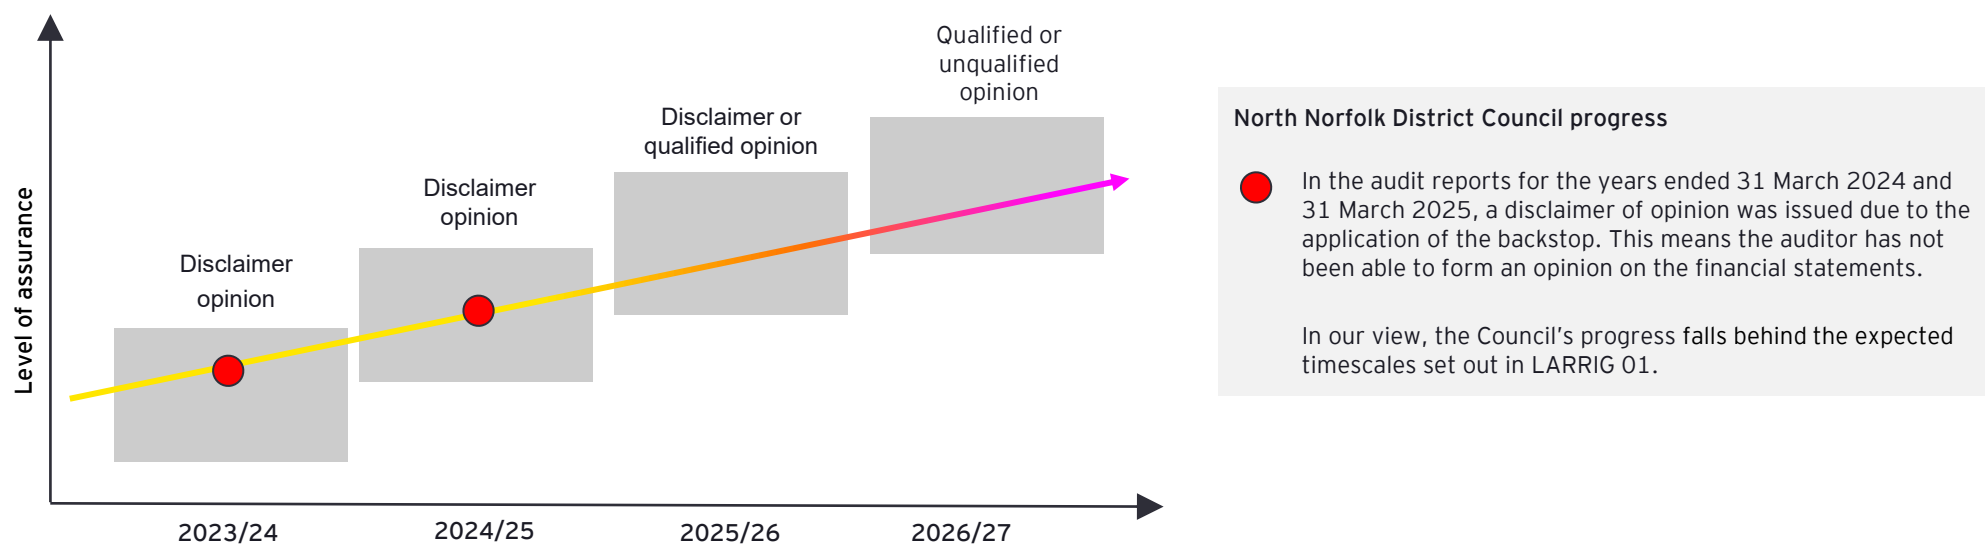 Qualified or
unqualified
opinion
Disclaimer or
qualified opinion
Disclaimer
opinion
Disclaimer
opinion
Level of assurance
2023/24
2024/25
2025/26
2026/27
North Norfolk District Council progress
In the audit reports for the years ended 31 March 2024 and
31 March 2025, a disclaimer of opinion was issued due to the
application of the backstop. This means the auditor has not
been able to form an opinion on the financial statements.
In our view, the Council’s progress falls behind the expected
timescales set out in LARRIG 01.